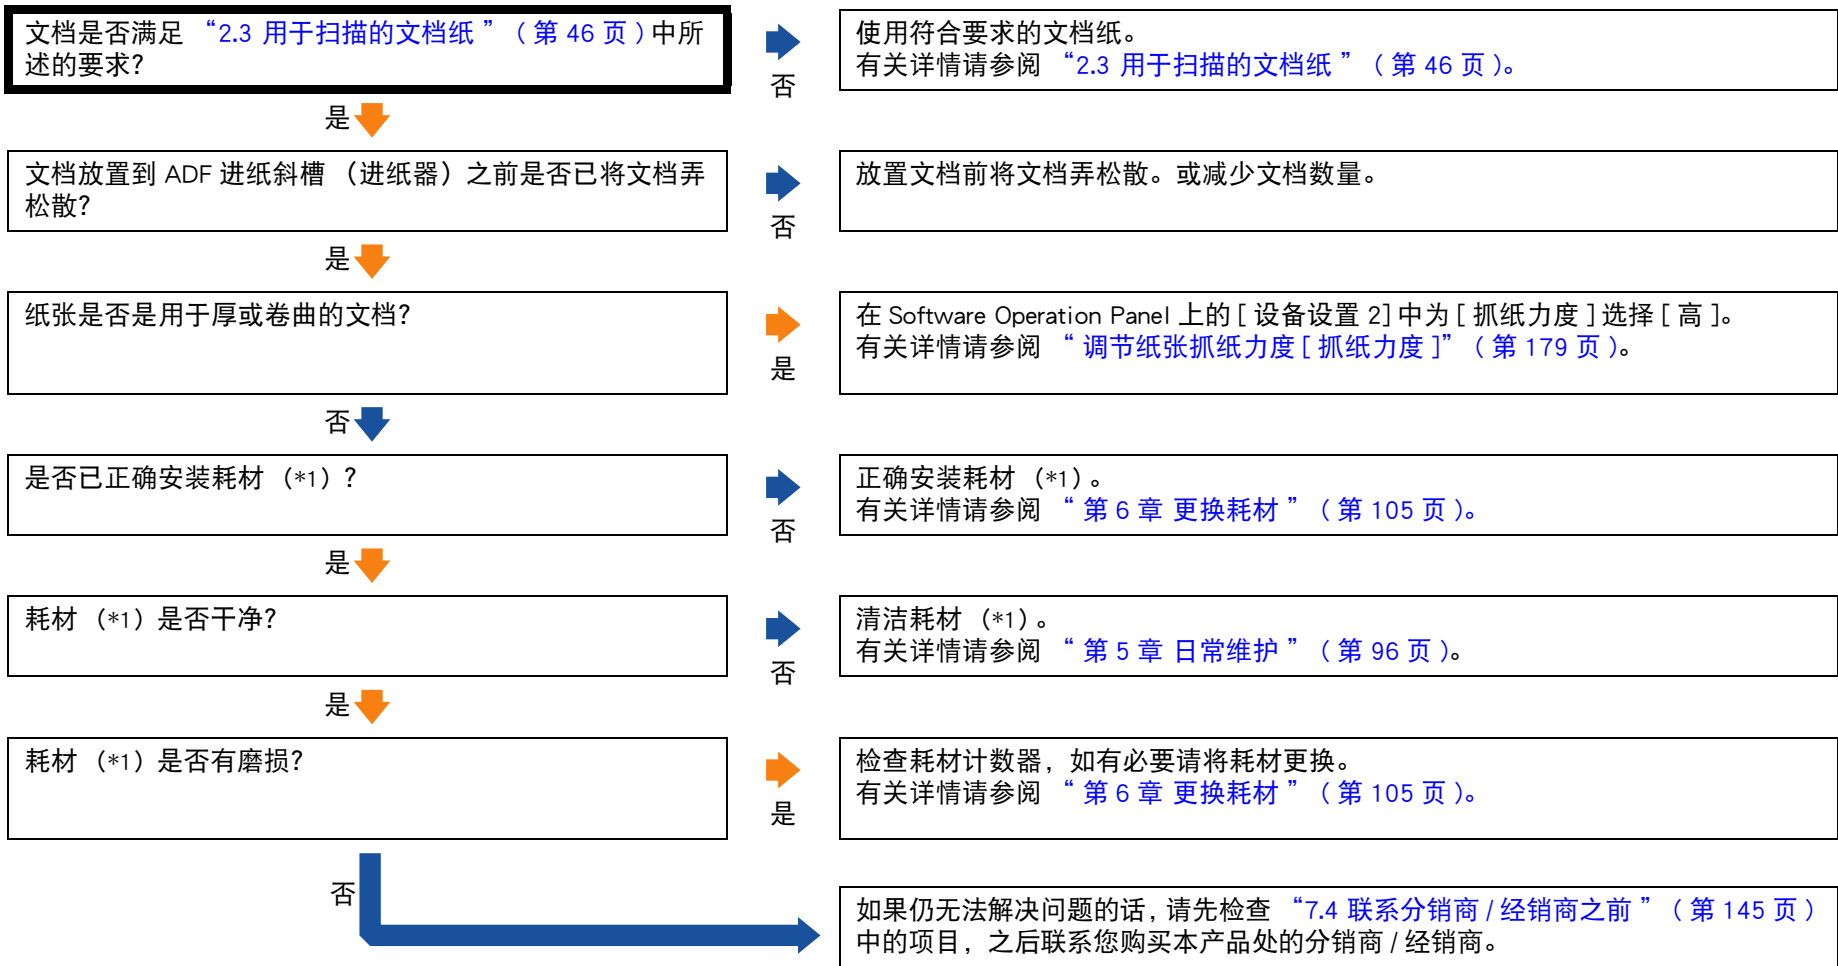 文档是否满足 “2.3 用于扫描的文档纸 ” ( 第 46 页 ) 中所
述的要求?
否
使用符合要求的文档纸。
有关详情请参阅 “2.3 用于扫描的文档纸 ” ( 第 46 页 )。
是
文档放置到 ADF 进纸斜槽 （进纸器）之前是否已将文档弄
松散?
否
放置文档前将文档弄松散。或减少文档数量。
是
纸张是否是用于厚或卷曲的文档?
是
在 Software Operation Panel 上的 [ 设备设置 2] 中为 [ 抓纸力度 ] 选择 [ 高 ]。
有关详情请参阅 “ 调节纸张抓纸力度 [ 抓纸力度 ]” ( 第 179 页 )。
否
是否已正确安装耗材 （*1）?
否
正确安装耗材 （*1）。
有关详情请参阅 “ 第 6 章 更换耗材 ” ( 第 105 页 )。
是
耗材 （*1）是否干净?
否
清洁耗材 （*1）。
有关详情请参阅 “ 第 5 章 日常维护 ” ( 第 96 页 )。
是
耗材 （*1）是否有磨损?
是
检查耗材计数器，如有必要请将耗材更换。
有关详情请参阅 “ 第 6 章 更换耗材 ” ( 第 105 页 )。
否
如果仍无法解决问题的话，请先检查 “7.4 联系分销商 / 经销商之前 ” ( 第 145 页 )
中的项目，之后联系您购买本产品处的分销商 / 经销商。